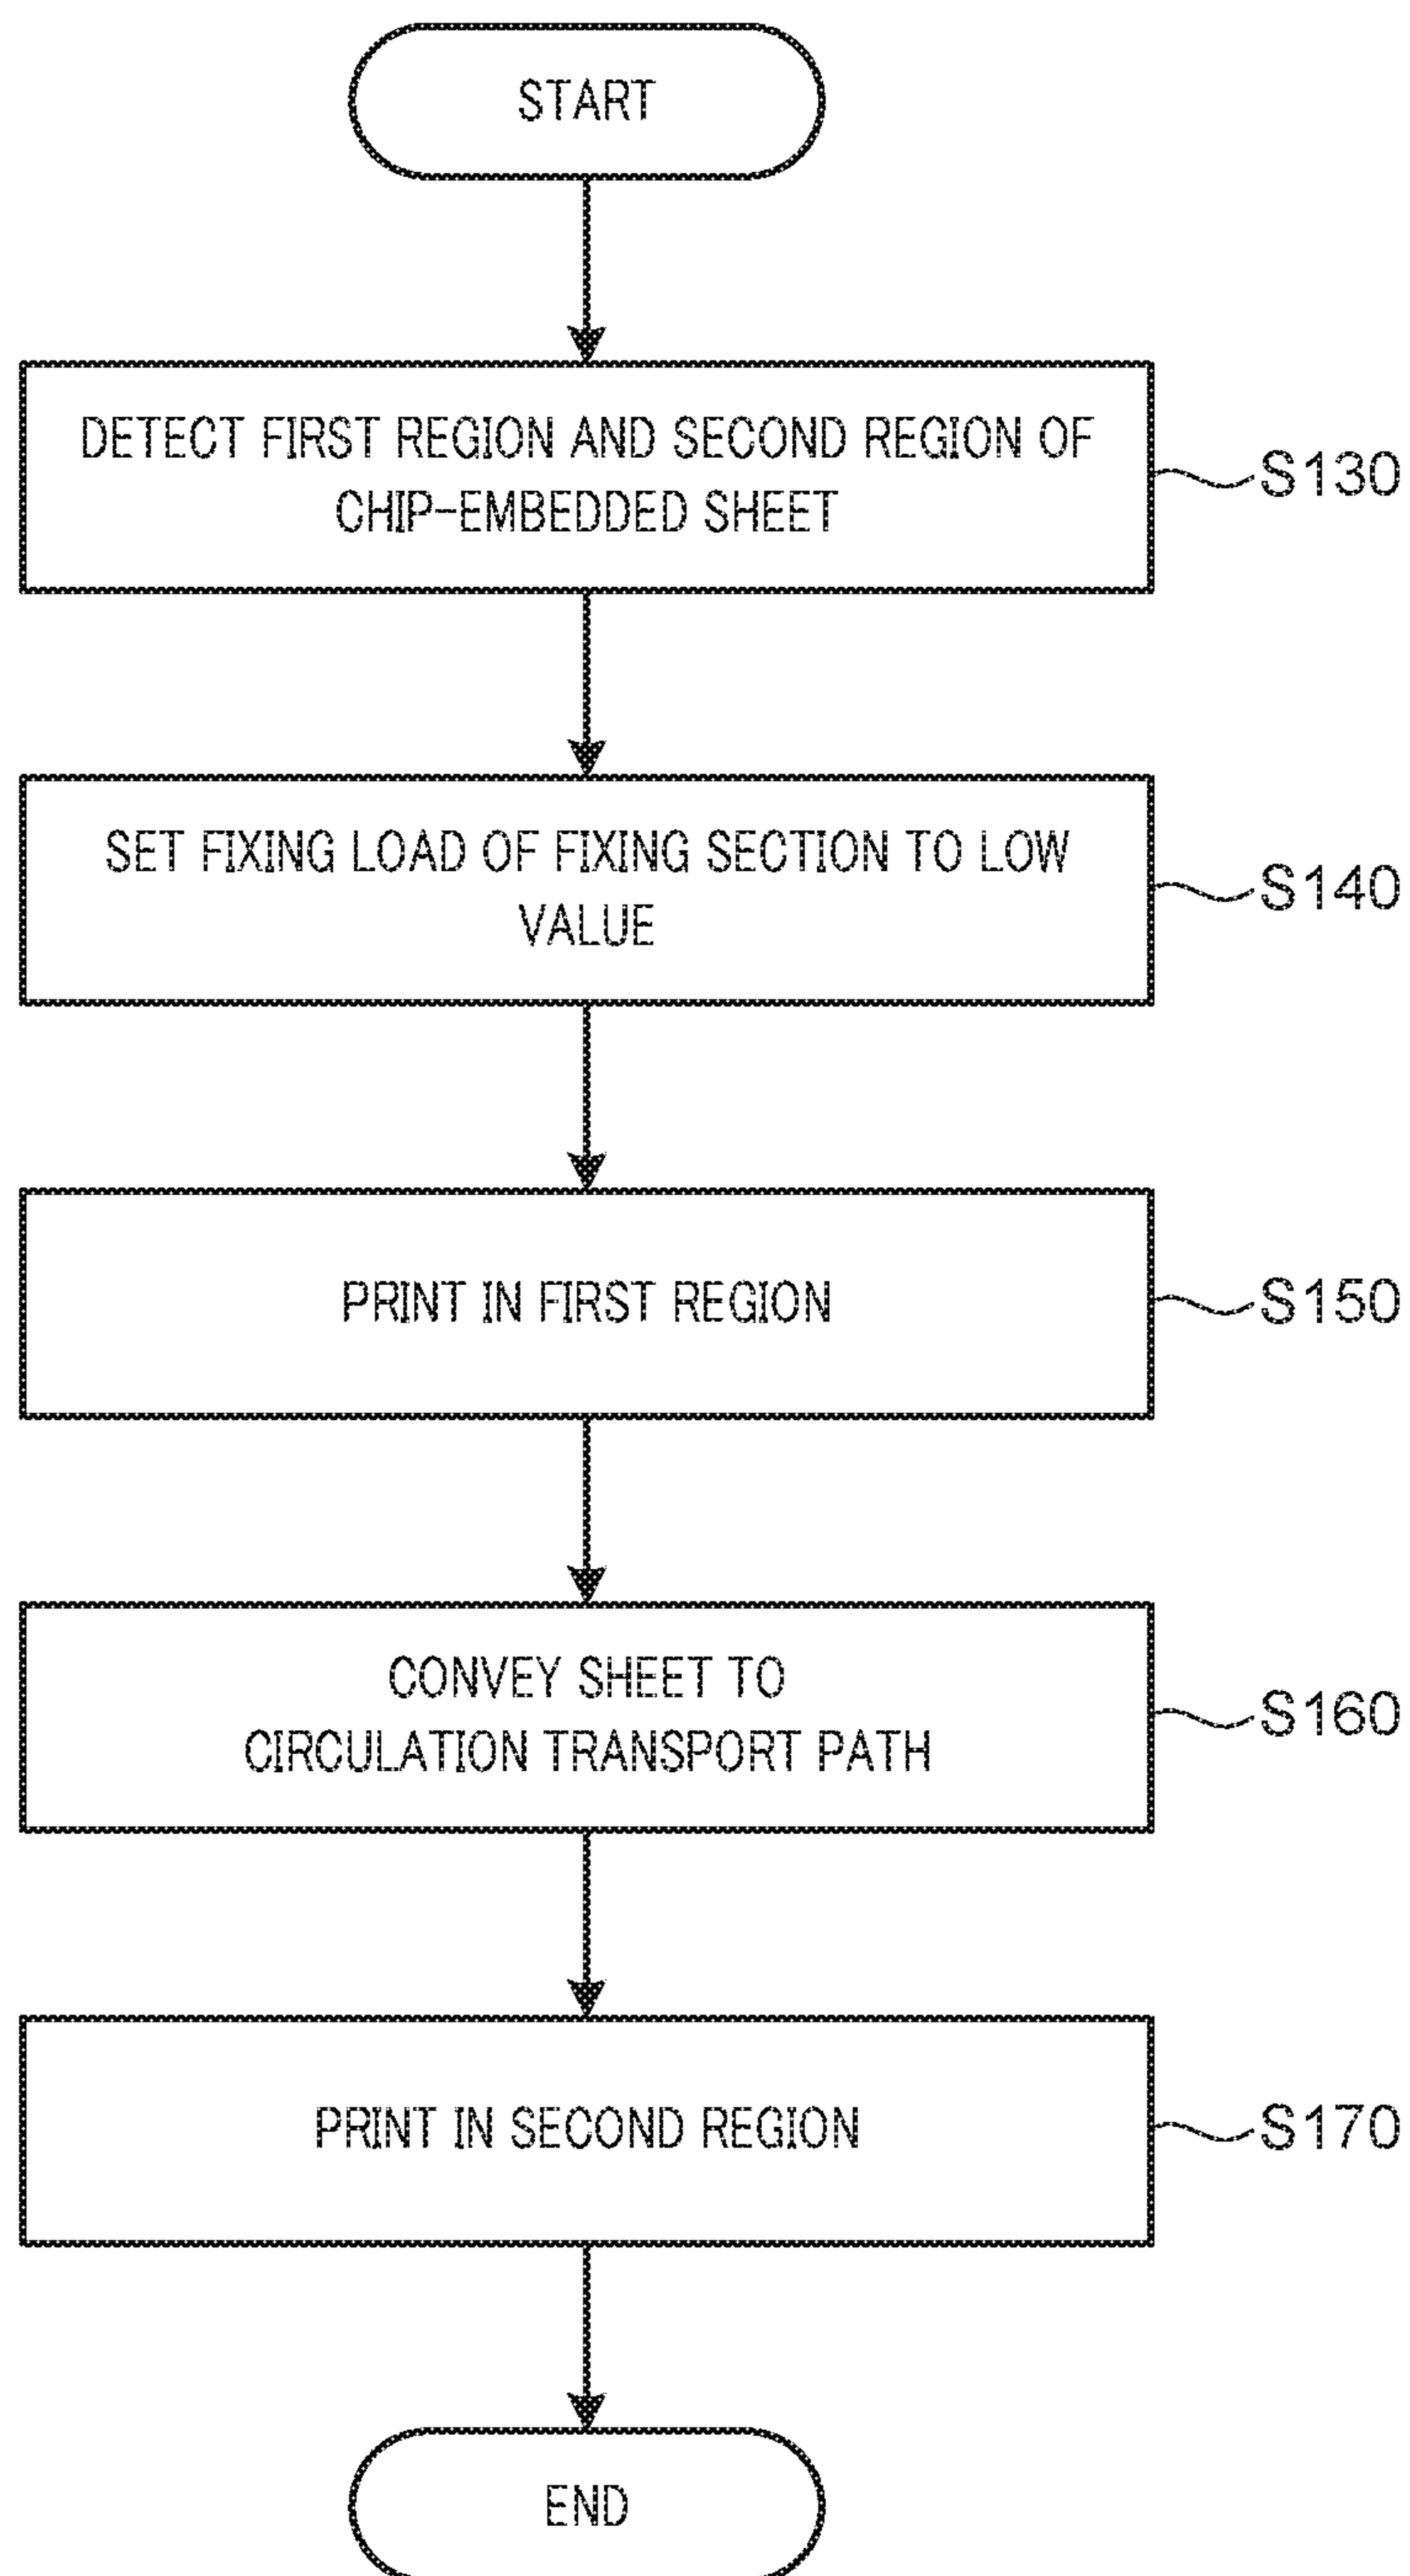 START
DETECT FIRST REGION AND SECOND REGION OF
CHIP-EMBEDDED SHEET
S130
SET FIXING LOAD OF FIXING SECTION TO LOW
VALUE
S140
PRINT IN FIRST REGION
S150
CONVEY SHEET TO
CIRCULATION TRANSPORT PATH
S160
PRINT IN SECOND REGION
S170
END